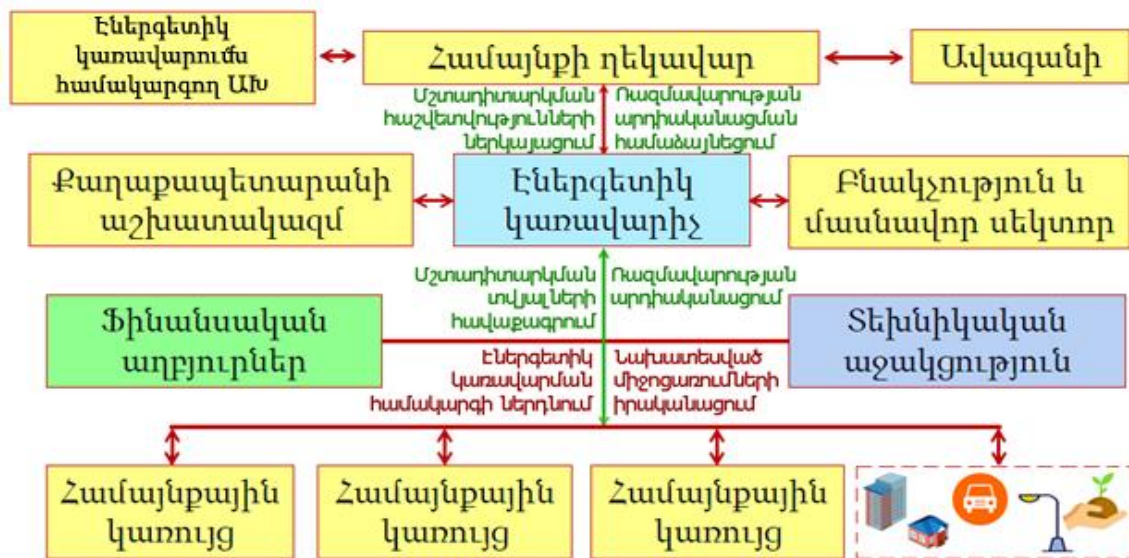 Էներգետիկ
կառավարումս
համակարգող ԱԽ
Համայնքի ղեկավար
Ավագանի
Մշտադիտարկման
հաշվետվությունների
ներկայացում
Ռազմավարության
արդիականացման
համաձայնեցում
Քաղաքապետարանի
աշխատակազմ
Էներգետիկ
կառավարիչ
Բնակչություն և
մասնավոր սեկտոր
Մշտադիտարկման
տվյալների
հավաքագրում
Ռազմավարության
արդիականացում
Ֆինանսական
աղբյուրներ
Տեխնիկական
աջակցություն
Էներգետիկ
կառավարման
համակարգի ներդնում
Նախատեսված
միջոցառումների
իրականացում
Համայնքային
կառույց
Համայնքային
կառույց
Համայնքային
կառույց